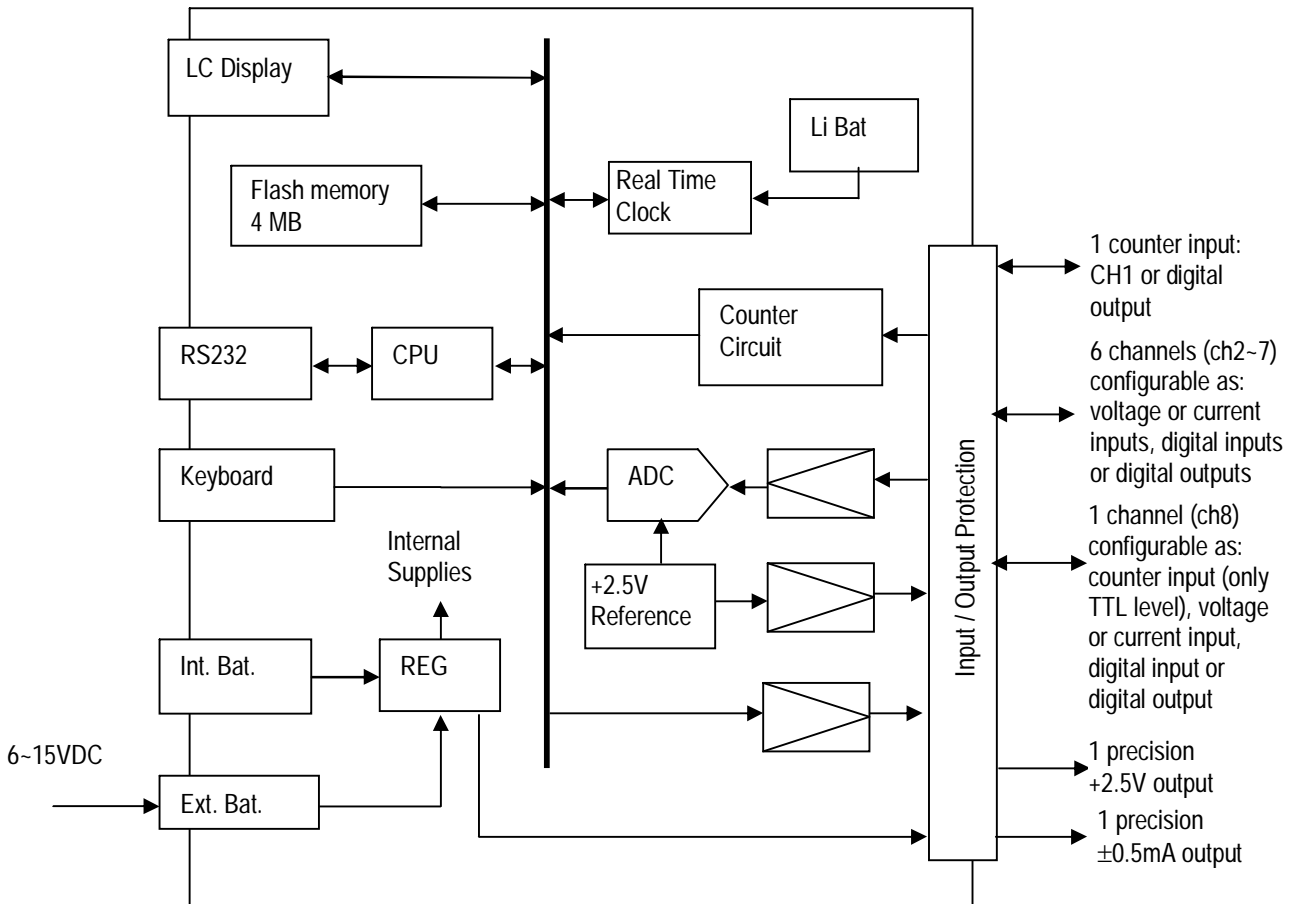 LC Display
Li Bat
Flash memory
4 MB
Real Time
Clock
1 counter input:
CH1 or digital
output
Counter
Circuit
RS232
CPU
6 channels (ch2~7)
configurable as:
voltage or current
inputs, digital inputs
or digital outputs
Keyboard
ADC
Internal
Supplies
+2.5V
Reference
Input / Output Protection
1 channel (ch8)
configurable as:
counter input (only
TTL level), voltage
or current input,
digital input or
digital output
Int. Bat.
REG
6~15VDC
Ext. Bat.
1 precision
+2.5V output
1 precision
±0.5mA output